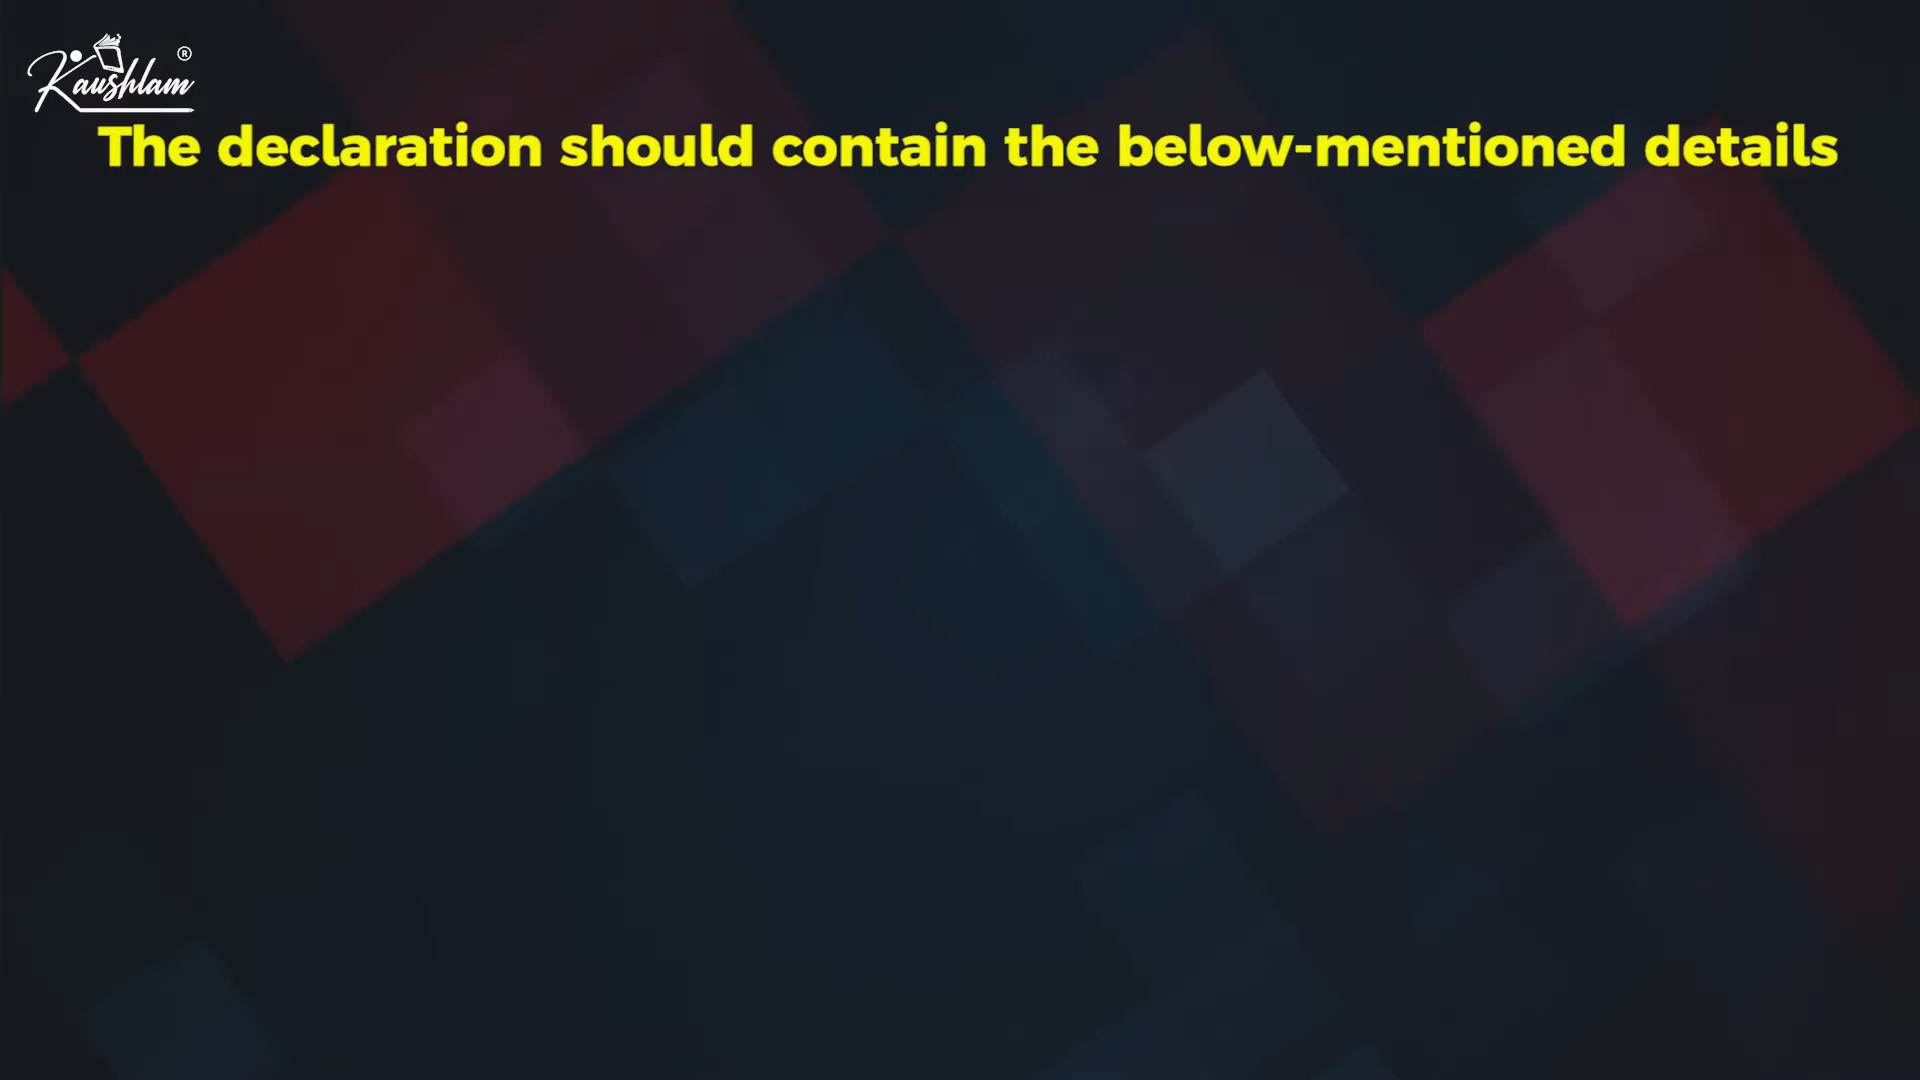 Kaushlam®
The declaration should contain the below-mentioned details